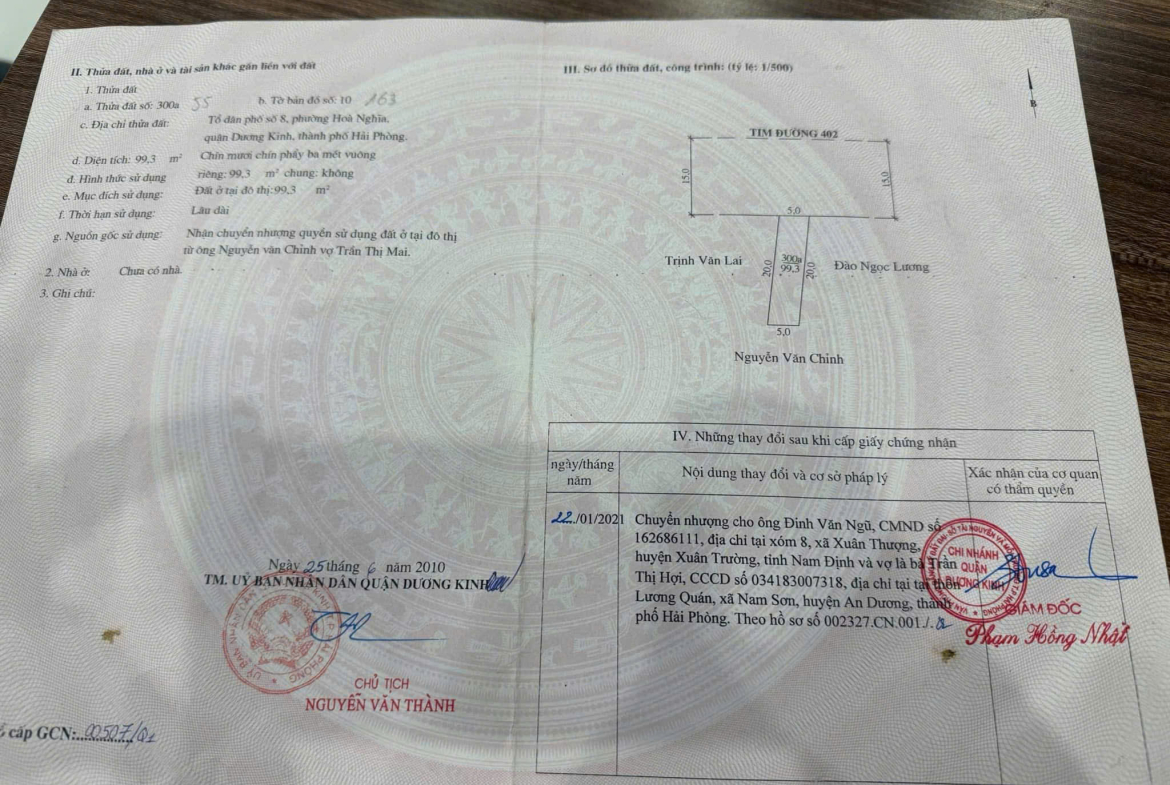 II. Thửa đất, nhà ở và tài sản khác gắn liền với đất
1. Thửa đất
a. Thửa đất số: 300a 55 b. Tờ bản đồ số: 10 163
c. Địa chỉ thửa đất: Tổ dân phố số 8, phường Hoà Nghĩa,
quận Dương Kinh, thành phố Hải Phòng.
d. Diện tích: 99,3 m² Chín mươi chín phẩy ba mét vuông
đ. Hình thức sử dụng riêng: 99,3 m² chung: không
e. Mục đích sử dụng: Đất ở tại đô thị:99,3 m²
f. Thời hạn sử dụng: Lâu dài
g. Nguồn gốc sử dụng: Nhận chuyển nhượng quyền sử dụng đất ở tại đô thị
từ ông Nguyễn văn Chinh vợ Trần Thị Mai.
2. Nhà ở: Chưa có nhà.
3. Ghi chú:
Ngày 25 tháng 6 năm 2010
TM. UỶ BAN NHÂN DÂN QUẬN DƯƠNG KINH
CHỦ TỊCH
NGUYỄN VĂN THÀNH
cấp GCN:..00507/Q1
III. Sơ đồ thửa đất, công trình: (tỷ lệ: 1/500)
B
TIM ĐƯỜNG 402
15,0
15,0
5,0
Trịnh Văn Lai
20,0
300a
99,3
20,0
Đào Ngọc Lương
5,0
Nguyễn Văn Chinh
IV. Những thay đổi sau khi cấp giấy chứng nhận
ngày/tháng
năm
Nội dung thay đổi và cơ sở pháp lý
Xác nhận của cơ quan
có thẩm quyền
22../01/2021
Chuyển nhượng cho ông Đinh Văn Ngũ, CMND số
162686111, địa chỉ tại xóm 8, xã Xuân Thượng,
huyện Xuân Trường, tỉnh Nam Định và vợ là bà Trần
Thị Hợi, CCCD số 034183007318, địa chỉ tại tại thôn
Lương Quán, xã Nam Sơn, huyện An Dương, thành
phố Hải Phòng. Theo hồ sơ số 002327.CN.001./.
CHI NHÁNH
QUẬN
DƯƠNG KINH
GIÁM ĐỐC
Phạm Hồng Nhật